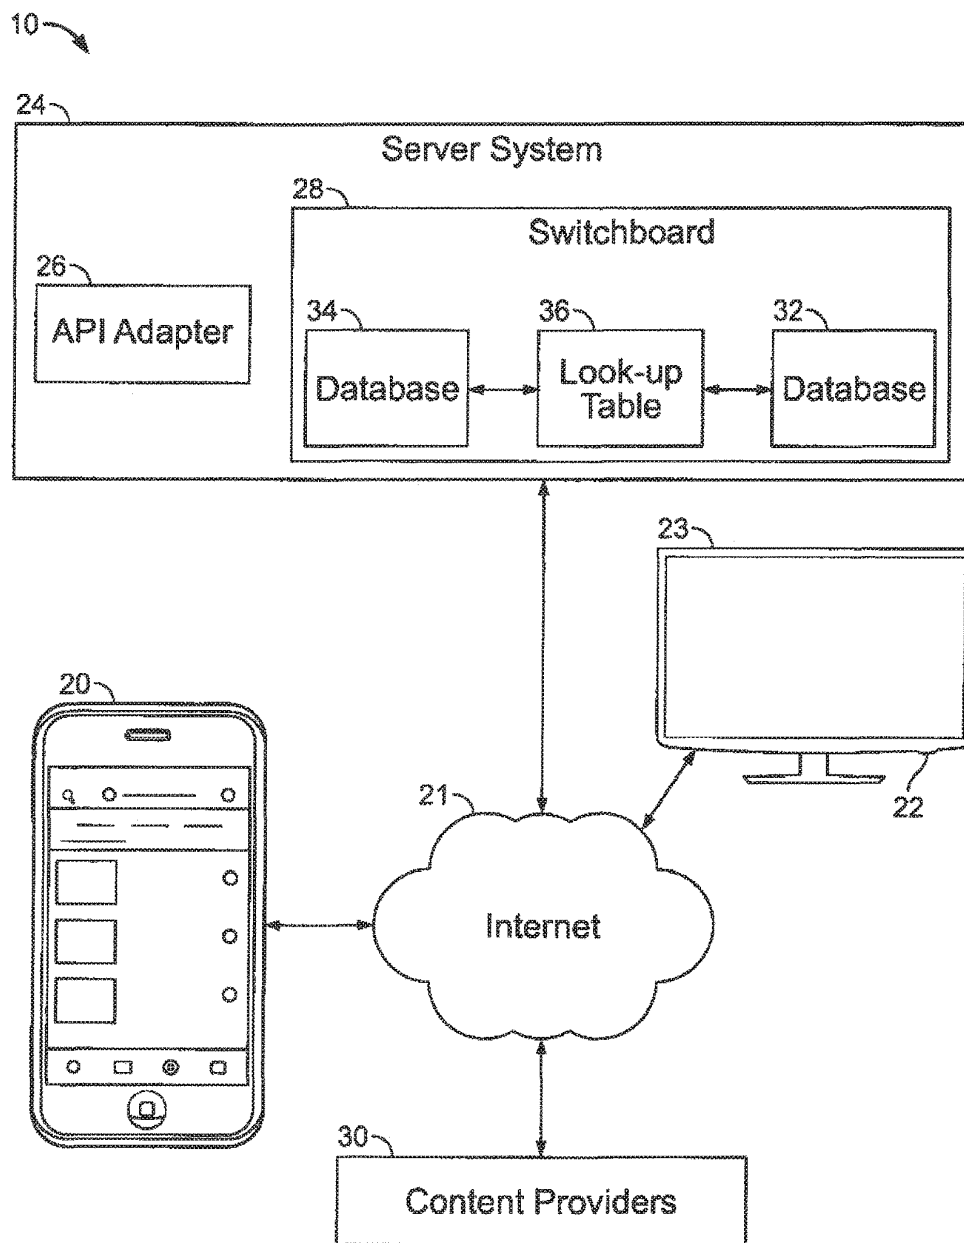 10
24
Server System
28
Switchboard
26
API Adapter
34
Database
36
Look-up
Table
32
Database
23
20
22
21
Internet
30
Content Providers